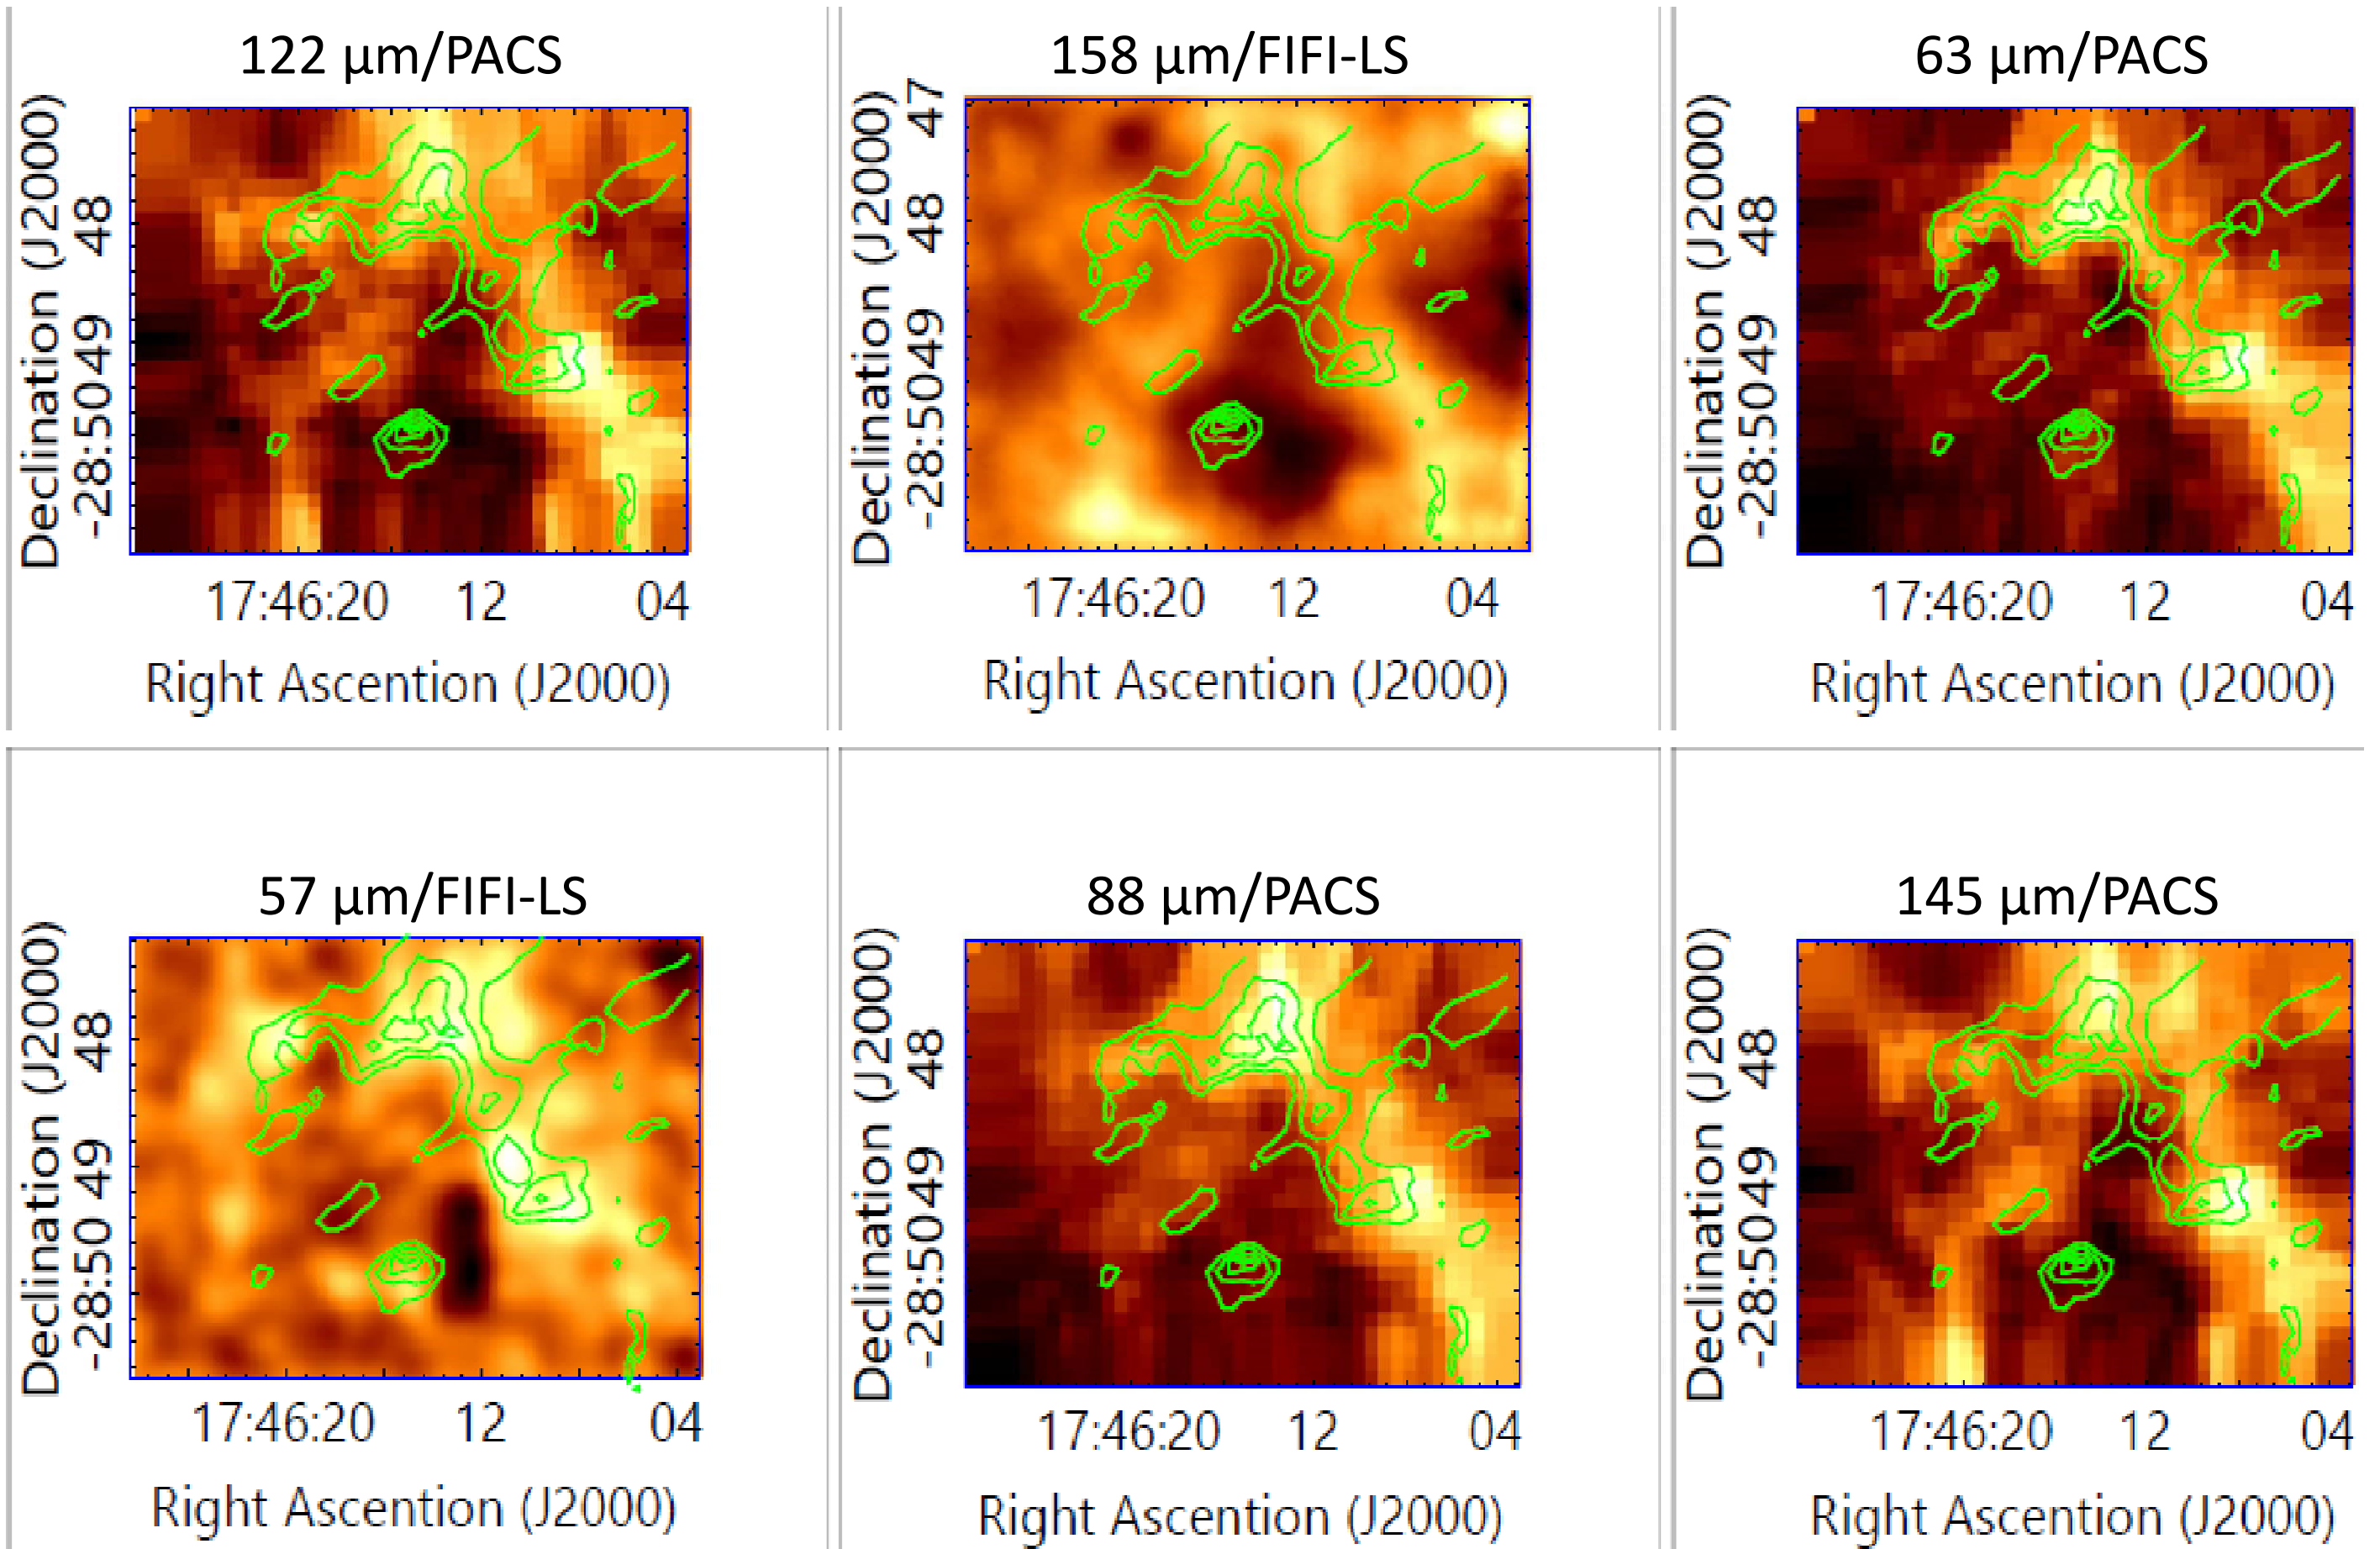 122 μm/PACS
Declination (J2000)
48
49
-28:50
17:46:20 12 04
Right Ascention (J2000)
158 μm/FIFI-LS
Declination (J2000)
47
48
49
-28:50
17:46:20 12 04
Right Ascention (J2000)
63 μm/PACS
Declination (J2000)
48
49
-28:50
17:46:20 12 04
Right Ascention (J2000)
57 μm/FIFI-LS
Declination (J2000)
48
49
-28:50
17:46:20 12 04
Right Ascention (J2000)
88 μm/PACS
Declination (J2000)
48
49
-28:50
17:46:20 12 04
Right Ascention (J2000)
145 μm/PACS
Declination (J2000)
48
49
-28:50
17:46:20 12 04
Right Ascention (J2000)